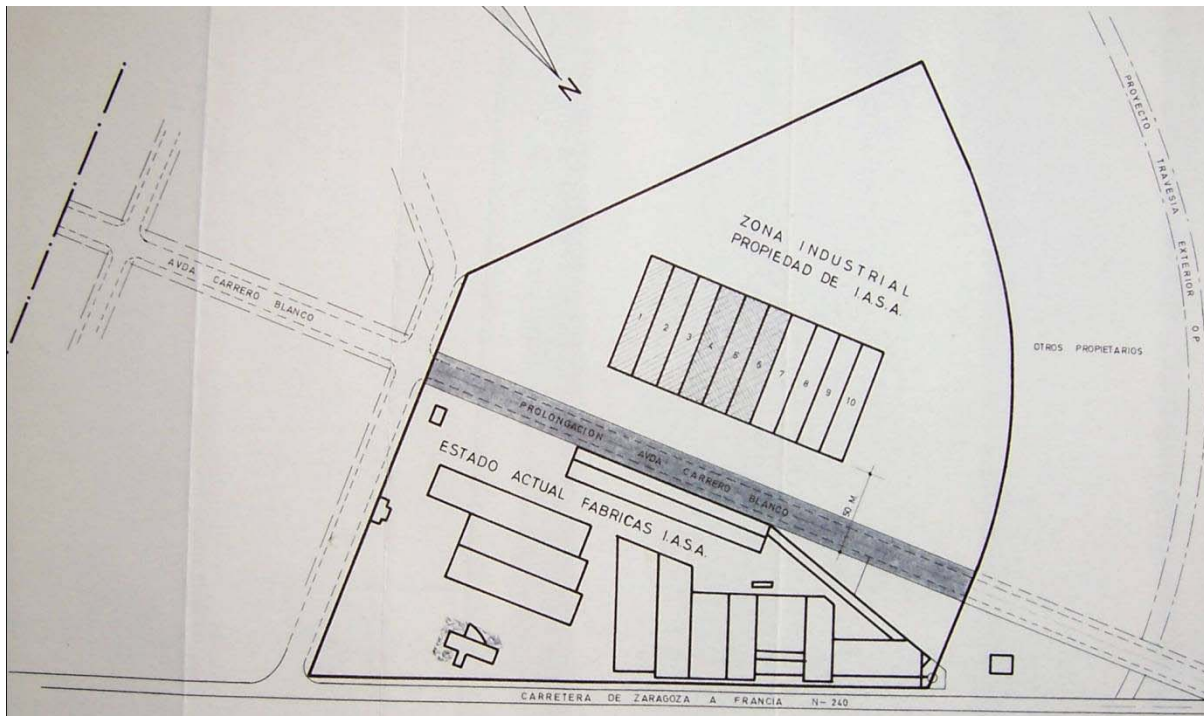 N
PROYECTO TRAVESIA EXTERIOR O.P
ZONA INDUSTRIAL
PROPIEDAD DE I.A.S.A.
AVDA CARRERO BLANCO
1 2 3 4 5 6 7 8 9 10
OTROS PROPIETARIOS
PROLONGACION AVDA CARRERO BLANCO
ESTADO ACTUAL FABRICAS I.A.S.A.
50 M
CARRETERA DE ZARAGOZA A FRANCIA N-240